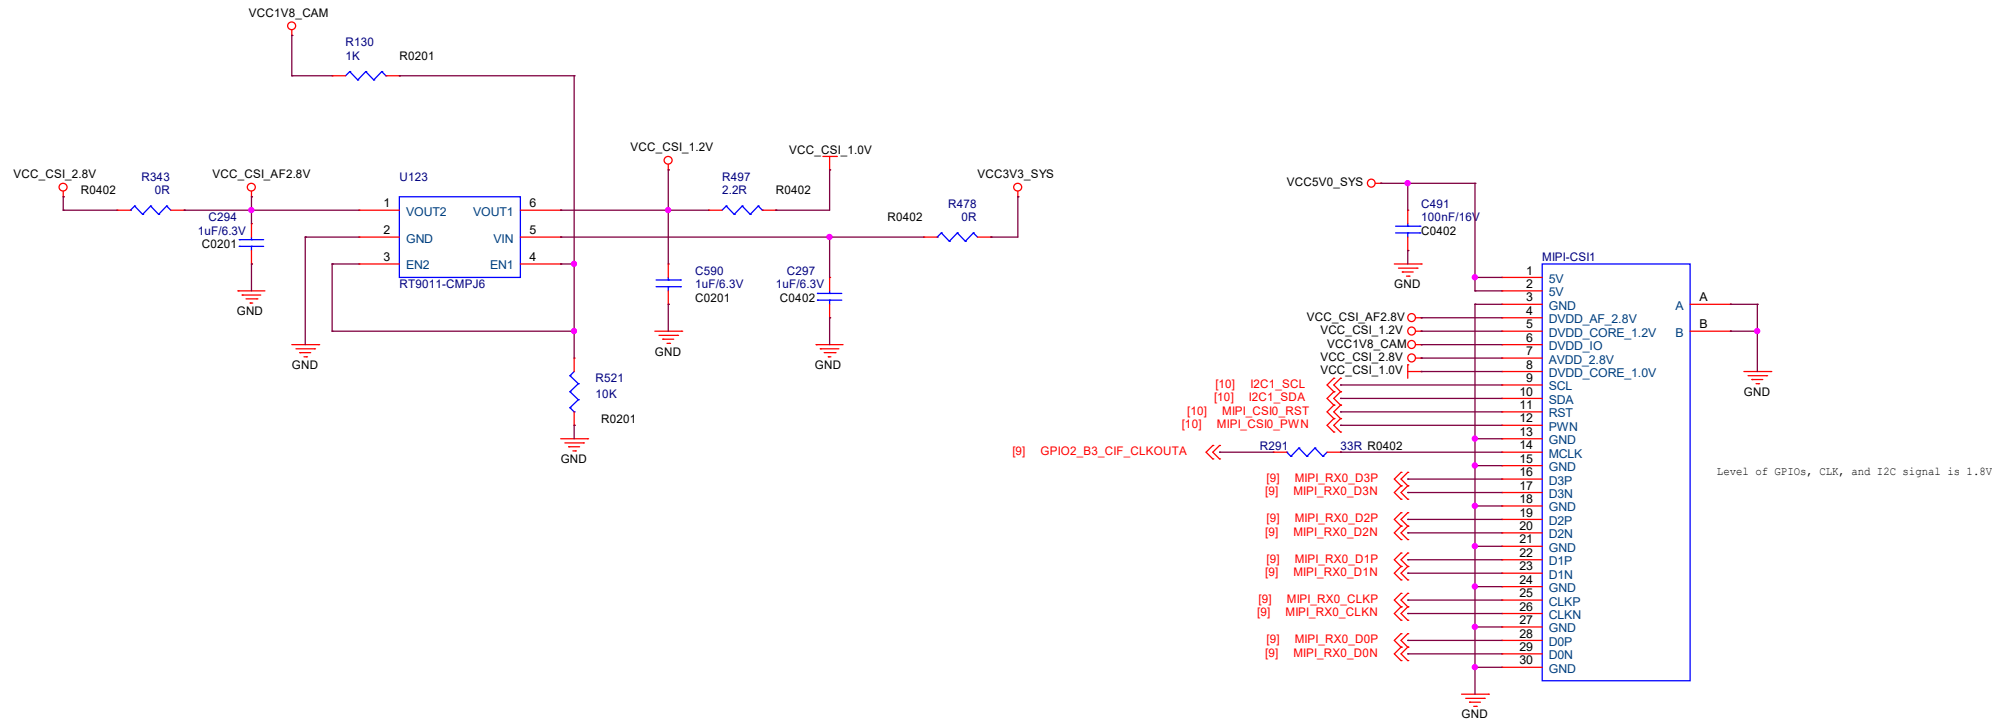 VCC1V8_CAM
R130
1K
R0201
VCC_CSI_2.8V
R0402
R343
0R
VCC_CSI_AF2.8V
C294
1uF/6.3V
C0201
GND
U123
1 VOUT2
2 GND
3 EN2
VOUT1 6
VIN 5
EN1 4
RT9011-CMPJ6
GND
VCC_CSI_1.2V
R497
2.2R
R0402
VCC_CSI_1.0V
VCC3V3_SYS
R0402
R478
0R
C590
1uF/6.3V
C0201
GND
C297
1uF/6.3V
C0402
GND
R521
10K
R0201
GND
VCC5V0_SYS
C491
100nF/16V
C0402
GND
MIPI-CSI1
1 5V
2 5V
3 GND
VCC_CSI_AF2.8V 4 DVDD_AF_2.8V
VCC_CSI_1.2V 5 DVDD_CORE_1.2V
VCC1V8_CAM 6 DVDD_IO
VCC_CSI_2.8V 7 AVDD_2.8V
VCC_CSI_1.0V 8 DVDD_CORE_1.0V
[10] I2C1_SCL 9 SCL
[10] I2C1_SDA 10 SDA
[10] MIPI_CSI0_RST 11 RST
[10] MIPI_CSI0_PWN 12 PWN
13 GND
[9] GPIO2_B3_CIF_CLKOUTA R291 33R R0402 14 MCLK
15 GND
[9] MIPI_RX0_D3P 16 D3P
[9] MIPI_RX0_D3N 17 D3N
18 GND
[9] MIPI_RX0_D2P 19 D2P
[9] MIPI_RX0_D2N 20 D2N
21 GND
[9] MIPI_RX0_D1P 22 D1P
[9] MIPI_RX0_D1N 23 D1N
24 GND
[9] MIPI_RX0_CLKP 25 CLKP
[9] MIPI_RX0_CLKN 26 CLKN
27 GND
[9] MIPI_RX0_D0P 28 D0P
[9] MIPI_RX0_D0N 29 D0N
30 GND
GND
A A
B B
GND
Level of GPIOs, CLK, and I2C signal is 1.8V